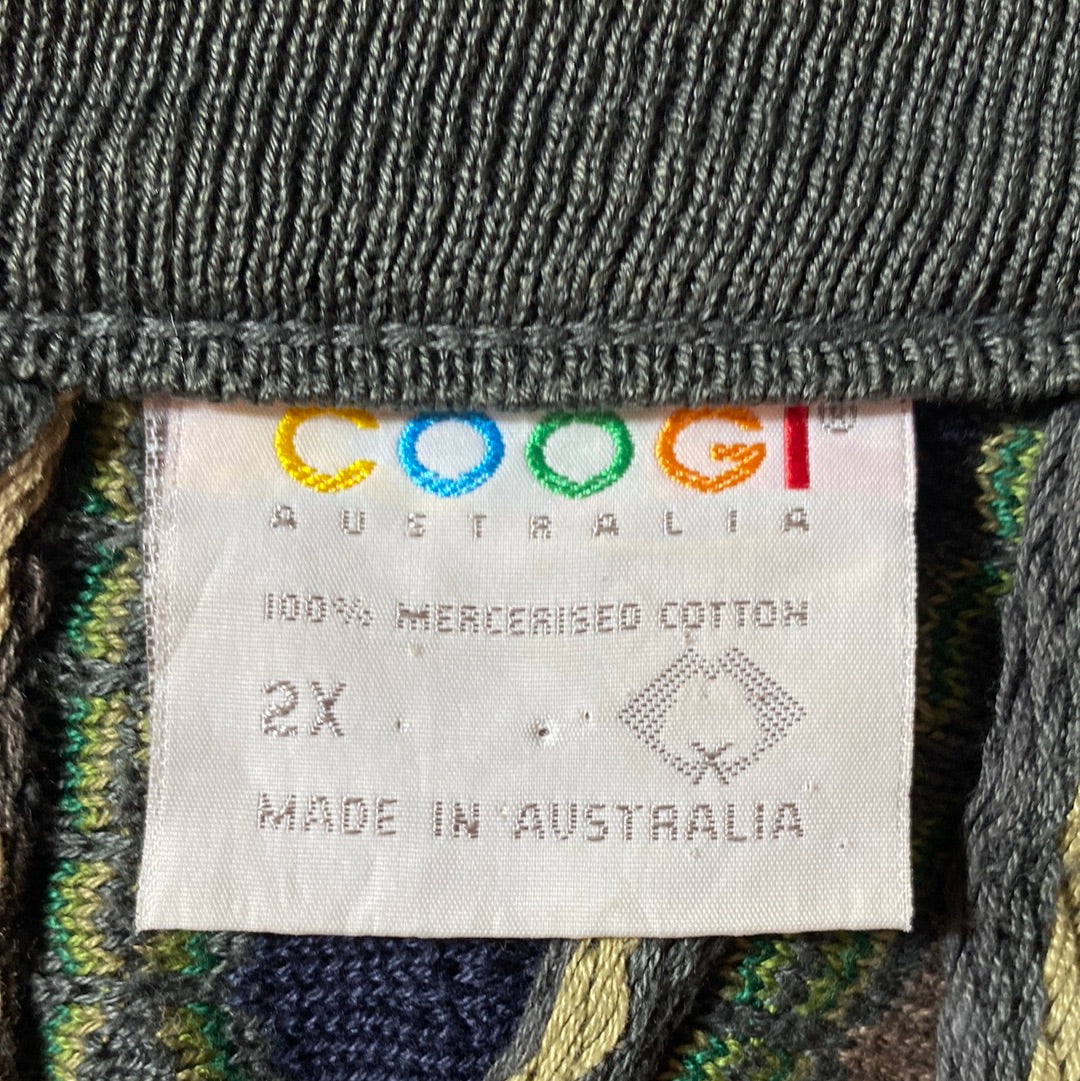 COOGI®
AUSTRALIA
100% MERCERISED COTTON
2X
MADE IN AUSTRALIA